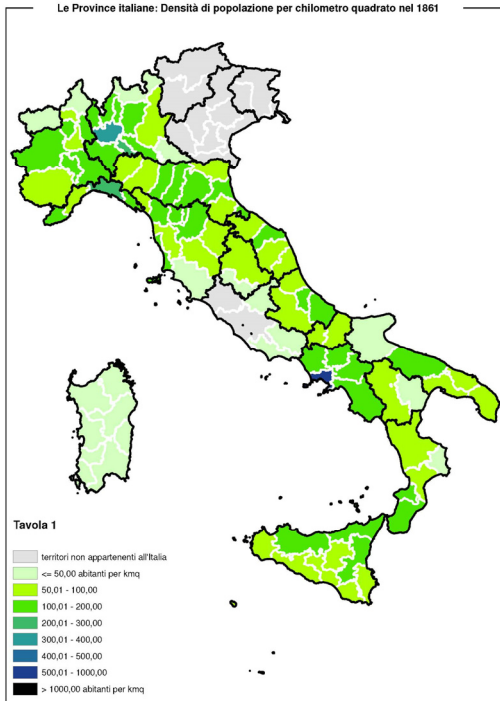 Le Province italiane: Densità di popolazione per chilometro quadrato nel 1861
Tavola 1
territori non appartenenti all'Italia
<= 50,00 abitanti per kmq
50,01 - 100,00
100,01 - 200,00
200,01 - 300,00
300,01 - 400,00
400,01 - 500,00
500,01 - 1000,00
> 1000,00 abitanti per kmq